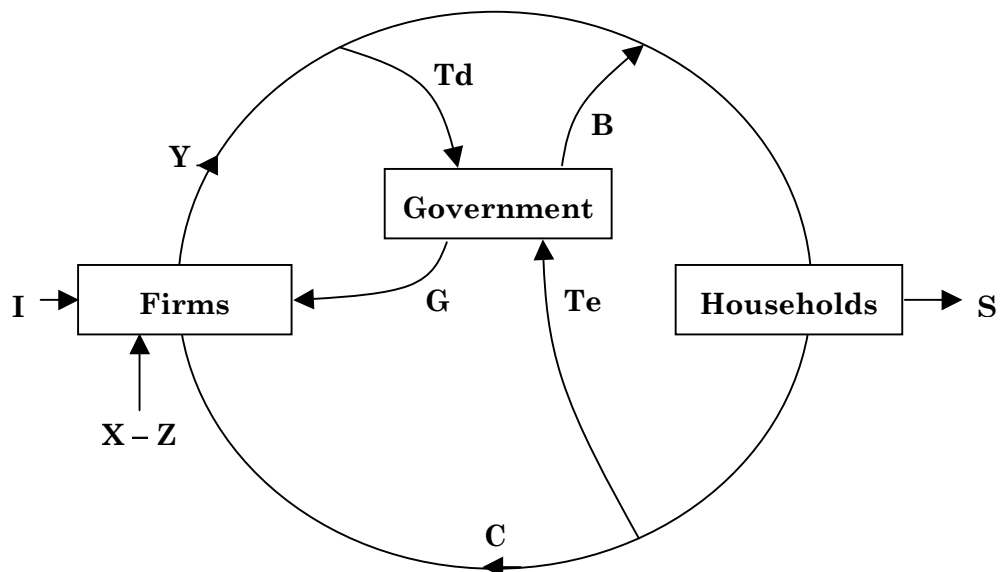 Td
B
Y
Government
I
Firms
G
Te
Households
S
X – Z
C